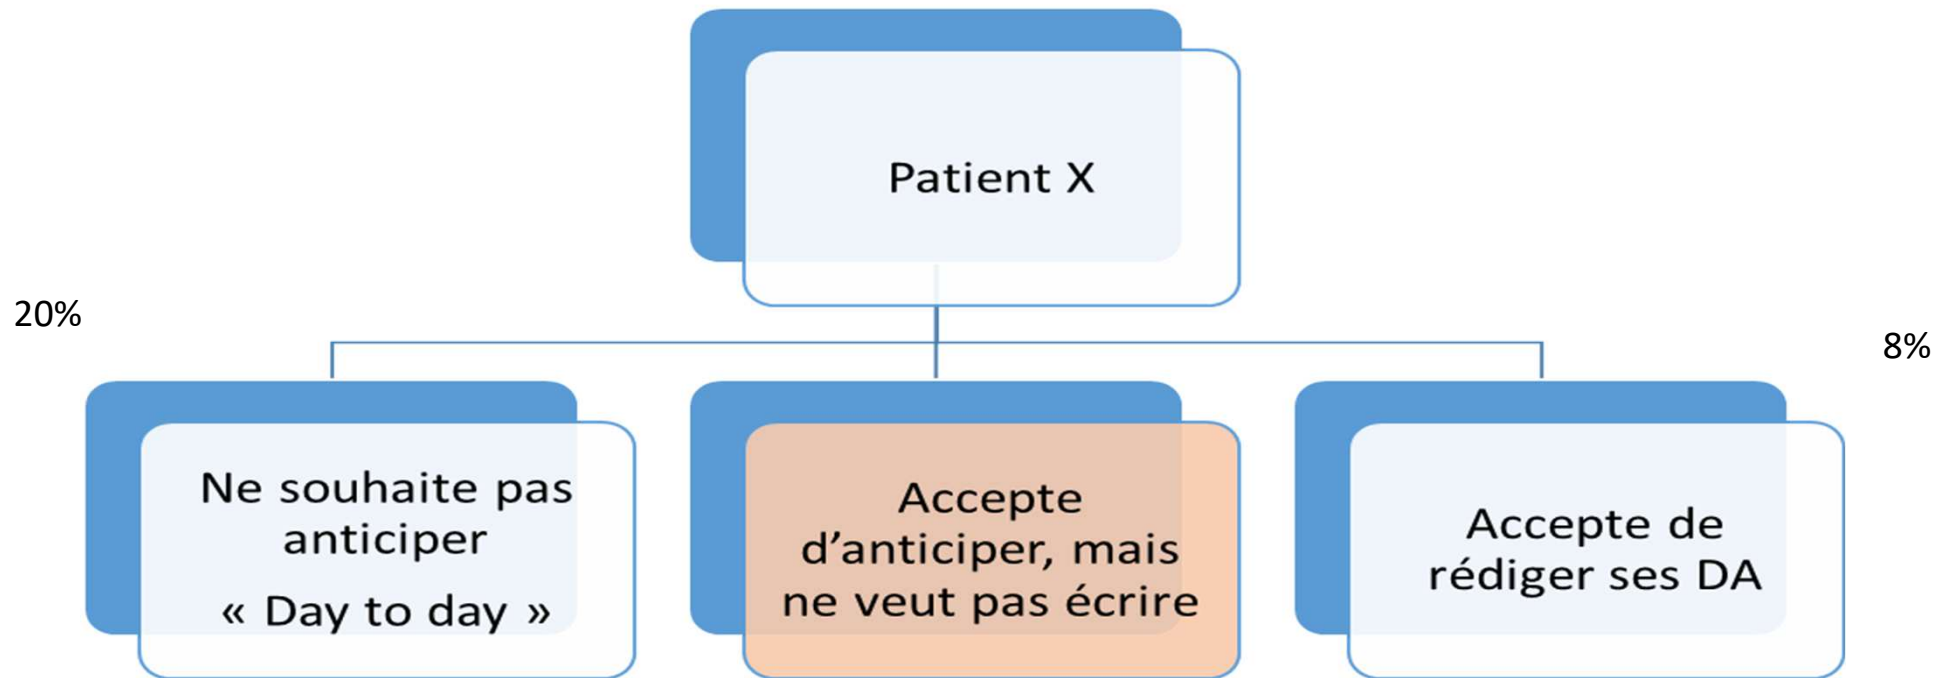 Patient X
20%
8%
Ne souhaite pas
anticiper
« Day to day »
Accepte
d’anticiper, mais
ne veut pas écrire
Accepte de
rédiger ses DA